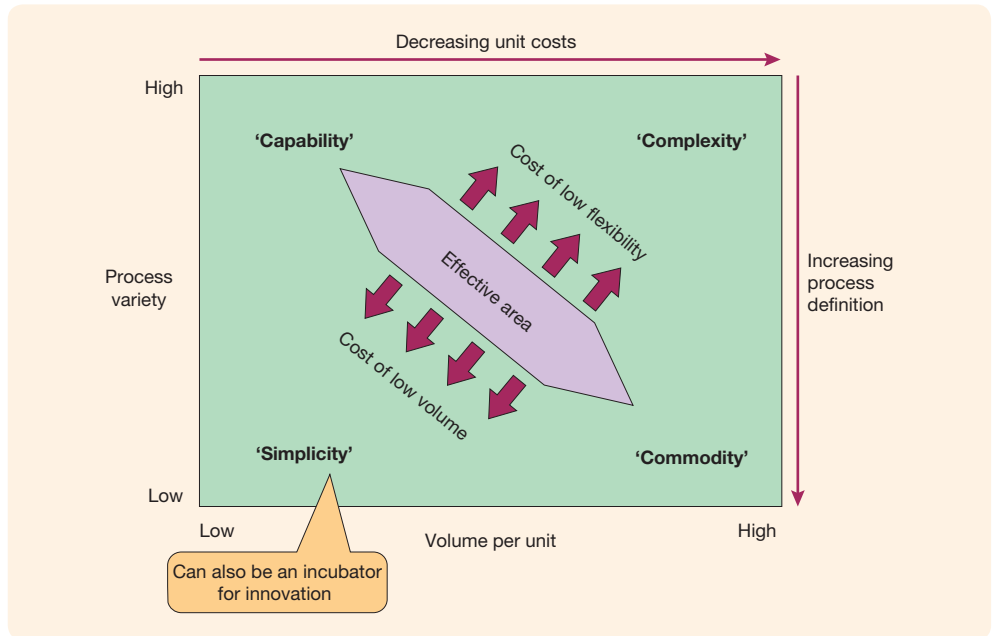 Decreasing unit costs
High
‘Capability’
‘Complexity’
Cost of low flexibility
Process
variety
Effective area
Increasing
process
definition
Cost of low volume
‘Simplicity’
‘Commodity’
Low
Low
Volume per unit
High
Can also be an incubator
for innovation